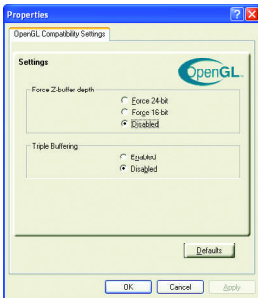 Properties
OpenGL Compatibility Settings
Settings
OpenGL
Force Z-buffer depth
Force 24-bit
Force 16-bit
Disabled
Triple Buffering
Enabled
Disabled
Defaults
OK
Cancel
Apply